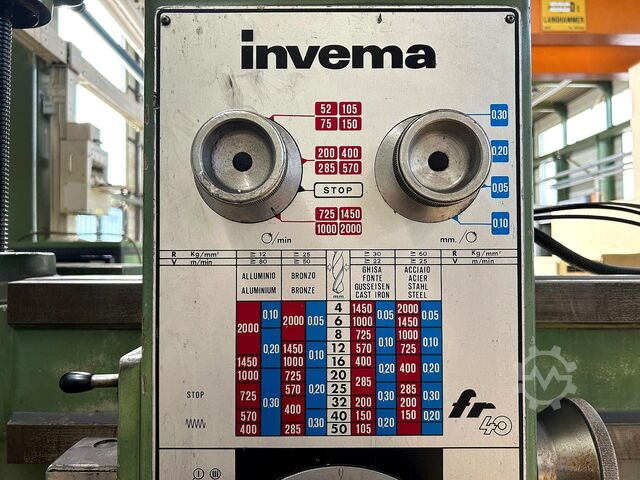 LANDHAMMER
invema
52 105
75 150
0,30
200 400
285 570
0,20
STOP
0,05
725 1450
1000 2000
0,10
/min
mm./
R Kg/mm² ≧ 12 ≧ 25 ≧ 30 ≧ 60 R Kg/mm²
V m/min ≧ 80 ≧ 50 ≧ 22 ≧ 25 V m/min
ALLUMINIO
ALUMINIUM
BRONZO
BRONZE
mm.
GHISA
FONTE
GUSSEISEN
CAST IRON
ACCIAIO
ACIER
STAHL
STEEL
2000 0,10 2000 0,05 4 1450 0,05 2000 0,05
6 1000 1450
0,20 8 725 0,10 1000 0,10
1450 1450 0,10 12 570 725
1000 1000 16 400 0,20 400 0,20
725 725 0,20 20 285
570 25 285
STOP 0,30 400 0,30 32 200 0,30 200
570 40 150 150 0,20
400 285 0,30 50 105 0,20
fr
40
I III